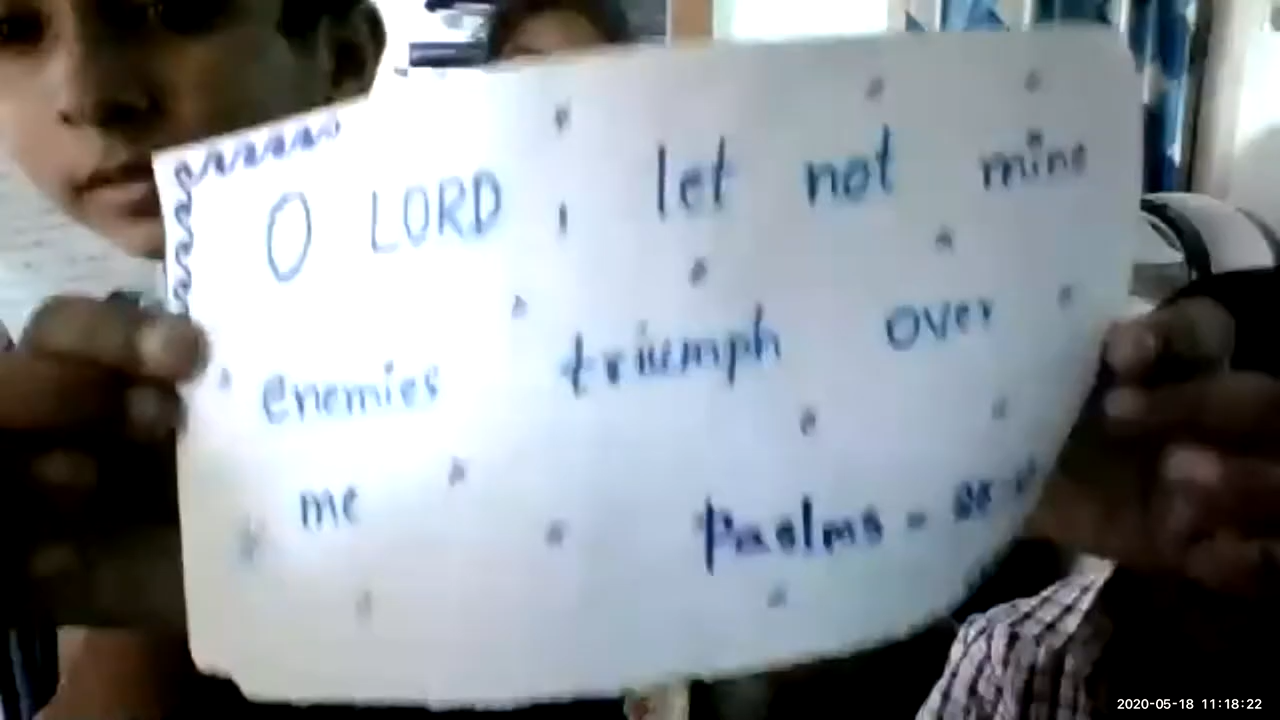 O LORD, let not mine
enemies triumph over
me
Psalms -
2020-05-18 11:18:22